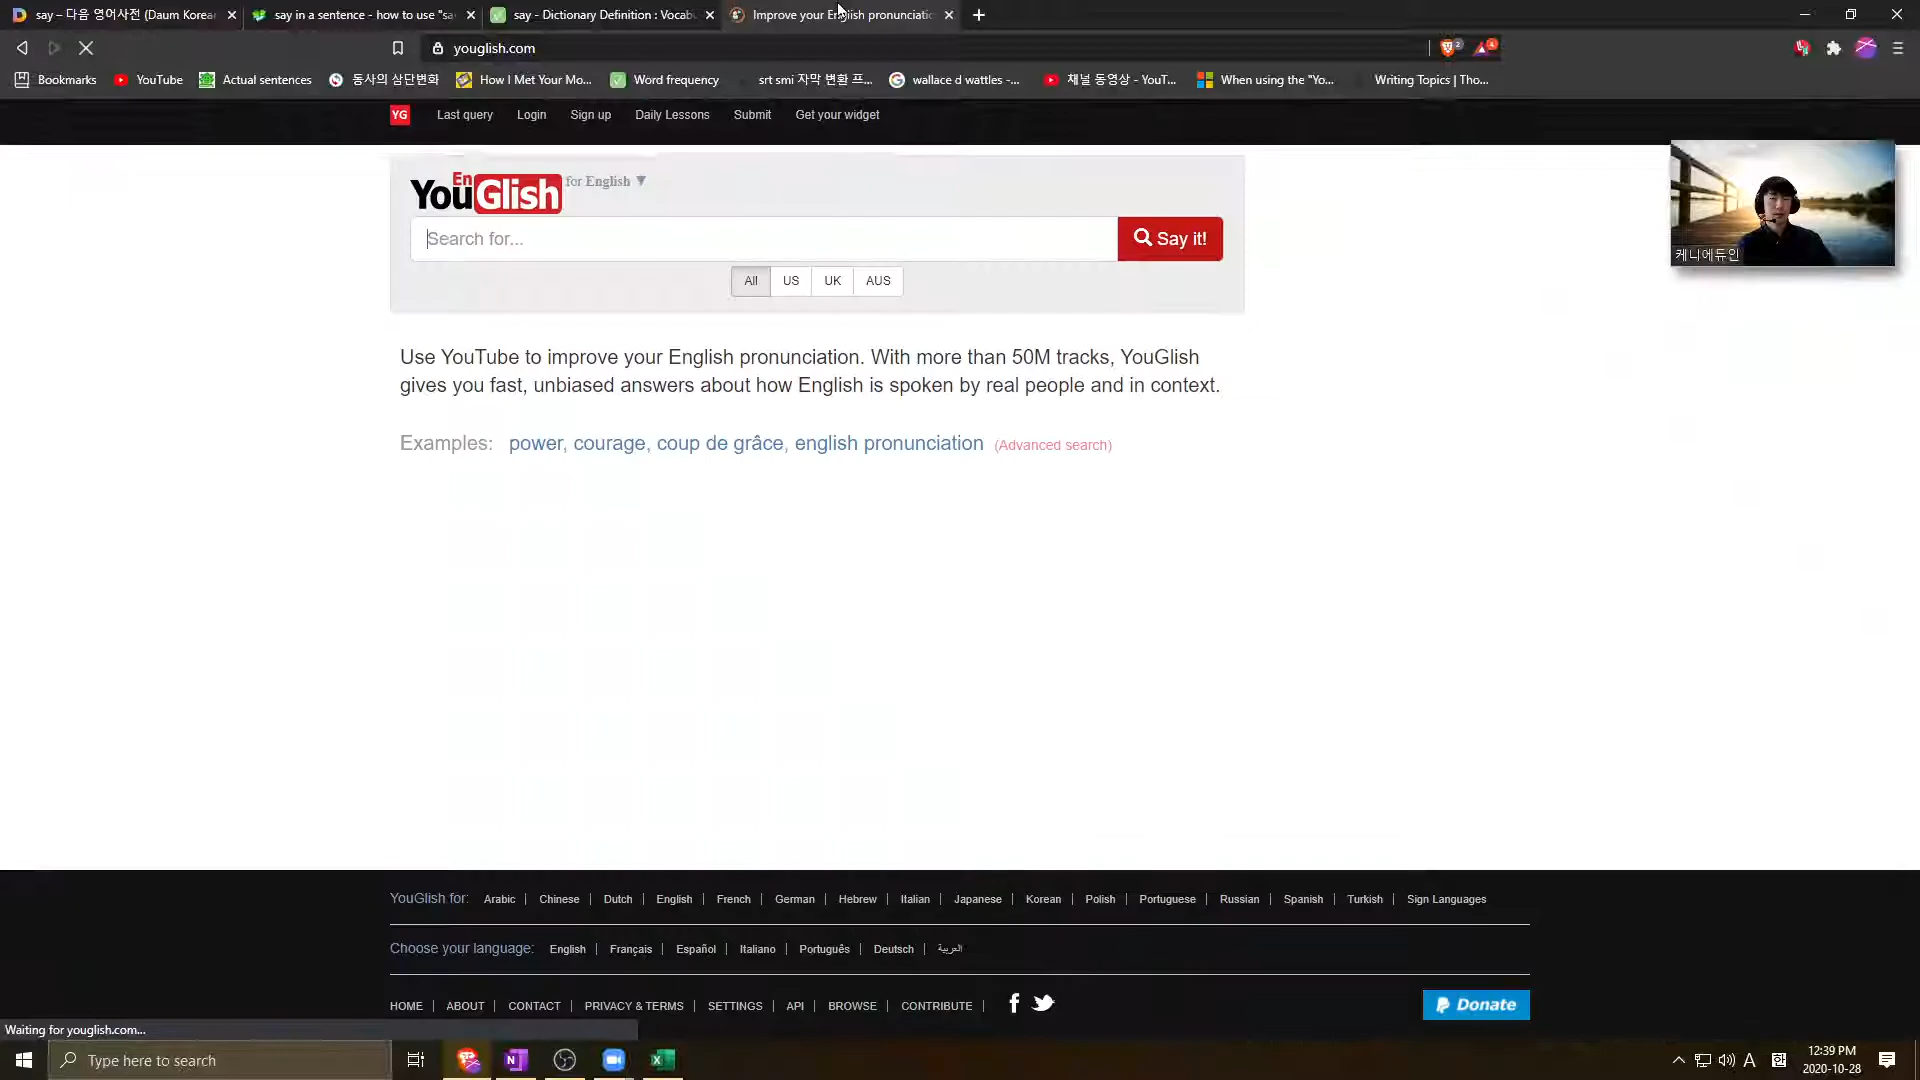 say – 다음 영어사전 (Daum Korea
say in a sentence - how to use "sa
say - Dictionary Definition : Vocab
Improve your English pronunciatio
youglish.com
Bookmarks
YouTube
Actual sentences
동사의 삼단변화
How I Met Your Mo...
Word frequency
srt smi 자막 변환 프...
wallace d wattles -...
채널 동영상 - YouT...
When using the "Yo...
Writing Topics | Tho...
YG
Last query
Login
Sign up
Daily Lessons
Submit
Get your widget
YouGlish En for English ▼
Search for...
Say it!
All
US
UK
AUS
케니에듀인
Use YouTube to improve your English pronunciation. With more than 50M tracks, YouGlish
gives you fast, unbiased answers about how English is spoken by real people and in context.
Examples: power, courage, coup de grâce, english pronunciation (Advanced search)
YouGlish for: Arabic | Chinese | Dutch | English | French | German | Hebrew | Italian | Japanese | Korean | Polish | Portuguese | Russian | Spanish | Turkish | Sign Languages
Choose your language: English | Français | Español | Italiano | Português | Deutsch | العربية
HOME | ABOUT | CONTACT | PRIVACY & TERMS | SETTINGS | API | BROWSE | CONTRIBUTE |
Donate
Waiting for youglish.com...
Type here to search
A
12:39 PM
2020-10-28